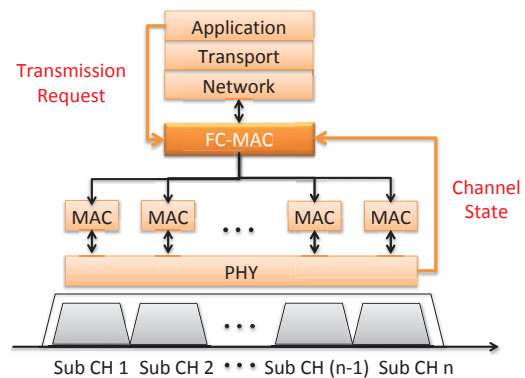 Application
Transmission
Request
Transport
Network
FC-MAC
Channel
State
MAC MAC • • • MAC MAC
PHY
• • •
Sub CH 1 Sub CH 2 • • • Sub CH (n-1) Sub CH n